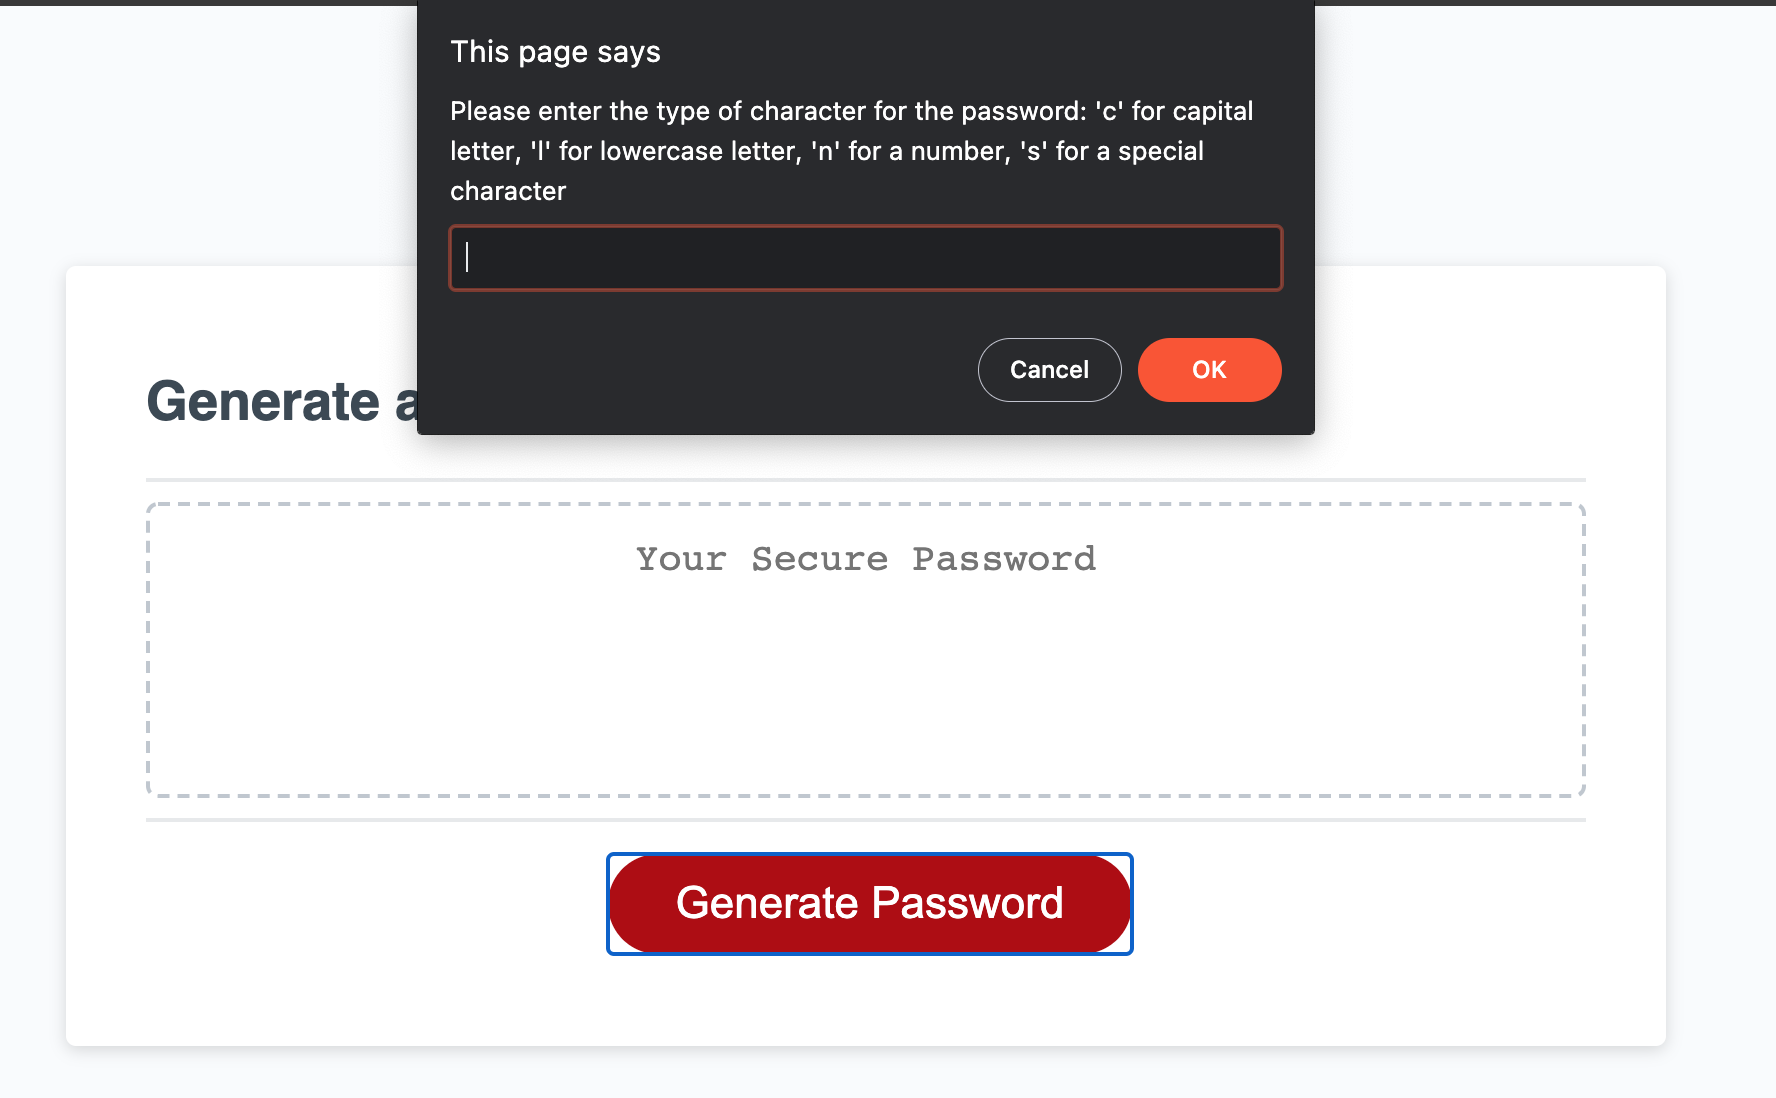 This page says
Please enter the type of character for the password: 'c' for capital
letter, 'l' for lowercase letter, 'n' for a number, 's' for a special
character
Cancel
OK
Generate a
Your Secure Password
Generate Password